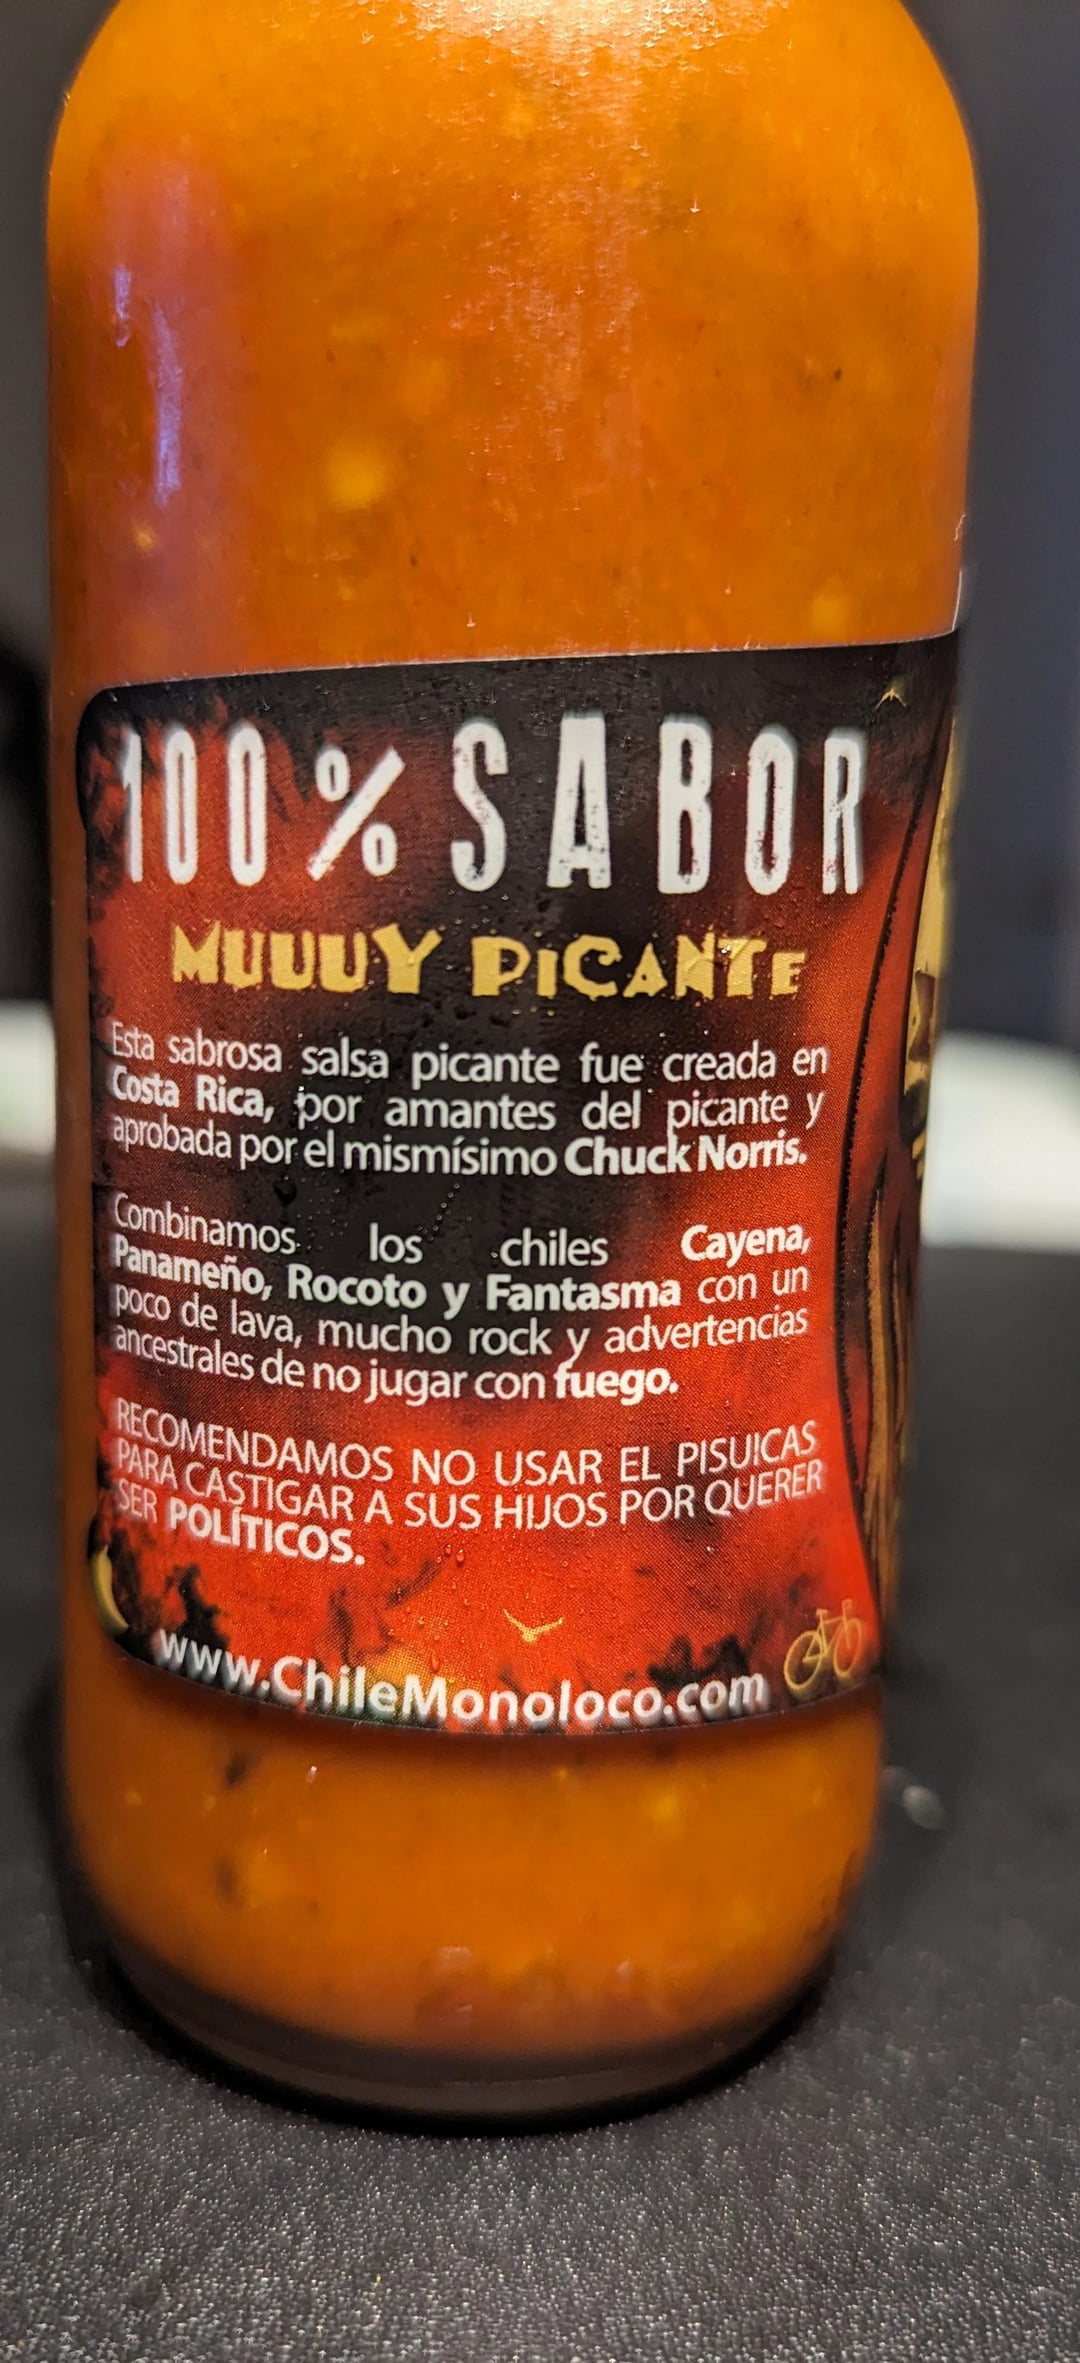 100% SABOR
MUUUY PICANTE
Esta sabrosa salsa picante fue creada en
Costa Rica, por amantes del picante y
aprobada por el mismísimo Chuck Norris.
Combinamos los chiles Cayena,
Panameño, Rocoto y Fantasma con un
poco de lava, mucho rock y advertencias
ancestrales de no jugar con fuego.
RECOMENDAMOS NO USAR EL PISUICAS
PARA CASTIGAR A SUS HIJOS POR QUERER
SER POLÍTICOS.
www.ChileMonoloco.com